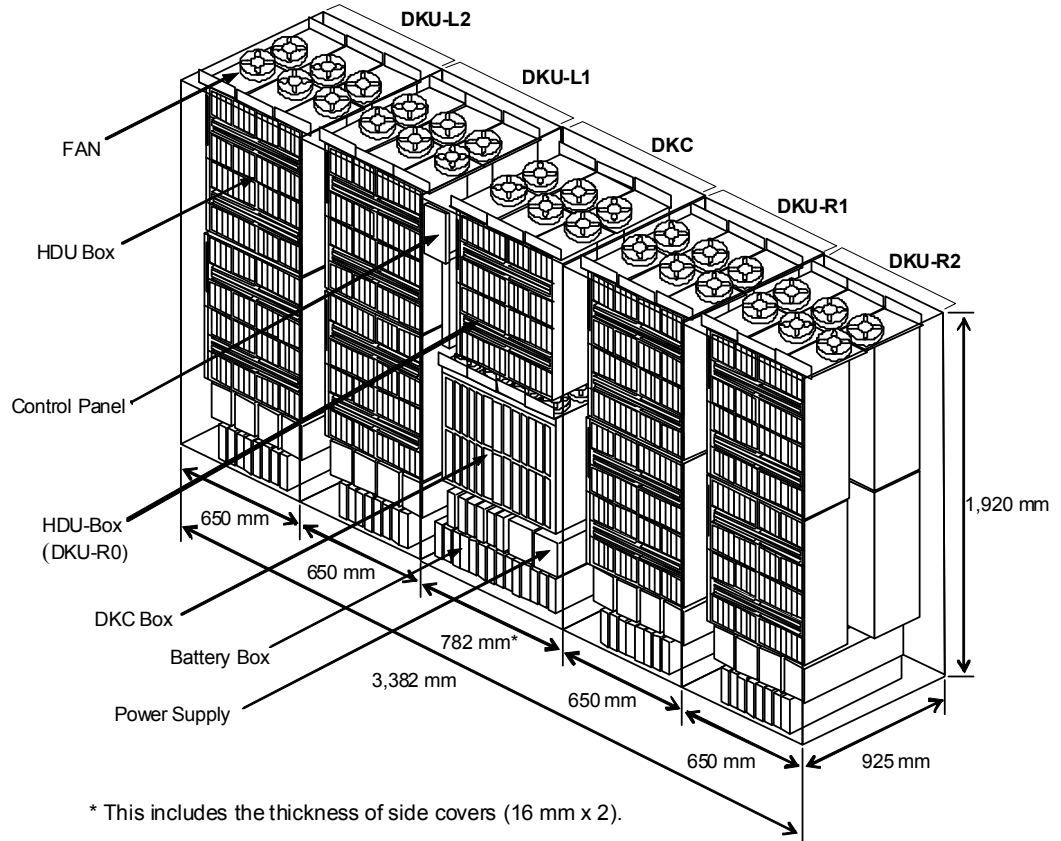 DKU-L2
DKU-L1
DKC
DKU-R1
DKU-R2
FAN
HDU Box
Control Panel
HDU-Box
(DKU-R0)
DKC Box
Battery Box
Power Supply
650 mm
650 mm
782 mm*
3,382 mm
650 mm
650 mm
925 mm
1,920 mm
* This includes the thickness of side covers (16 mm x 2).